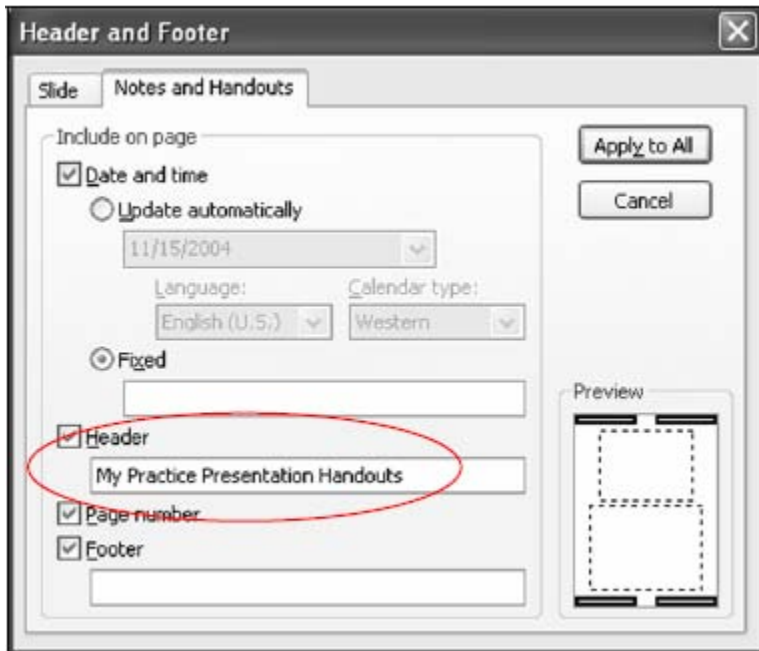 Header and Footer
Slide
Notes and Handouts
Include on page
Date and time
Update automatically
11/15/2004
Language:
Calendar type:
English (U.S.)
Western
Fixed
Header
My Practice Presentation Handouts
Page number
Footer
Apply to All
Cancel
Preview